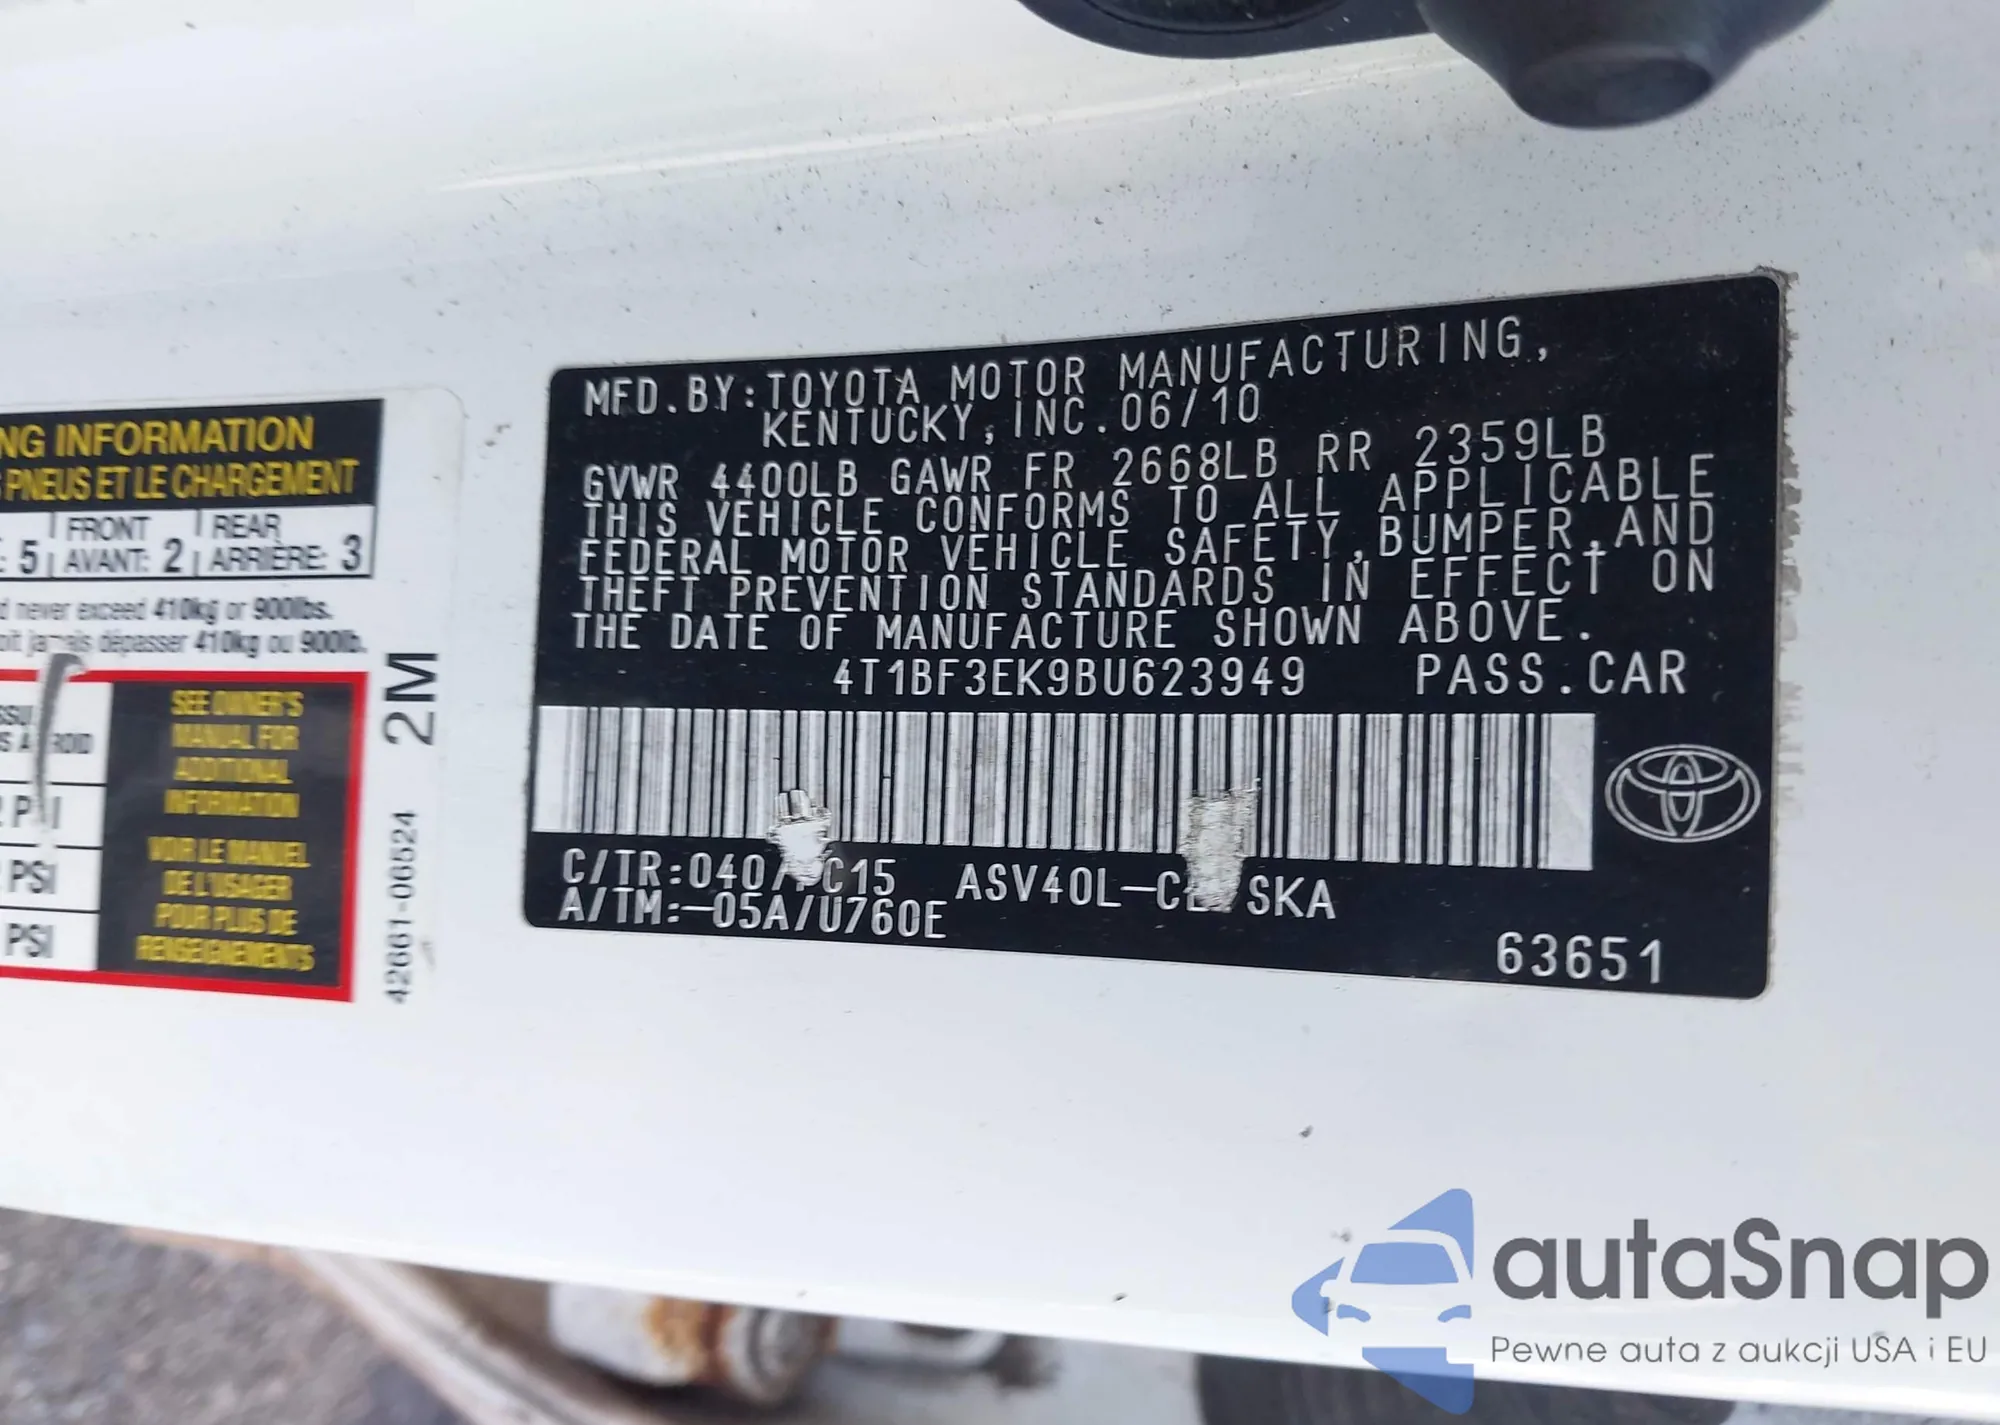 NG INFORMATION
PNEUS ET LE CHARGEMENT
: 5 FRONT AVANT: 2 REAR ARRIÈRE: 3
never exceed 410kg or 900lbs.
dépasser 410kg ou 900lb.
PSI
PSI
SEE OWNER'S
MANUAL FOR
ADDITIONAL
INFORMATION
VOIR LE MANUEL
DE L'USAGER
POUR PLUS DE
RENSEIGNEMENTS
2M
42661-06524
MFD.BY:TOYOTA MOTOR MANUFACTURING,
KENTUCKY, INC. 06/10
GVWR 4400LB GAWR FR 2668LB RR 2359LB
THIS VEHICLE CONFORMS TO ALL APPLICABLE
FEDERAL MOTOR VEHICLE SAFETY,BUMPER,AND
THEFT PREVENTION STANDARDS IN EFFECT ON
THE DATE OF MANUFACTURE SHOWN ABOVE.
4T1BF3EK9BU623949 PASS.CAR
C/TR:040/ C15 ASV40L-C SKA
A/TM:-05A/U760E
63651
autaSnap
Pewne auta z aukcji USA i EU